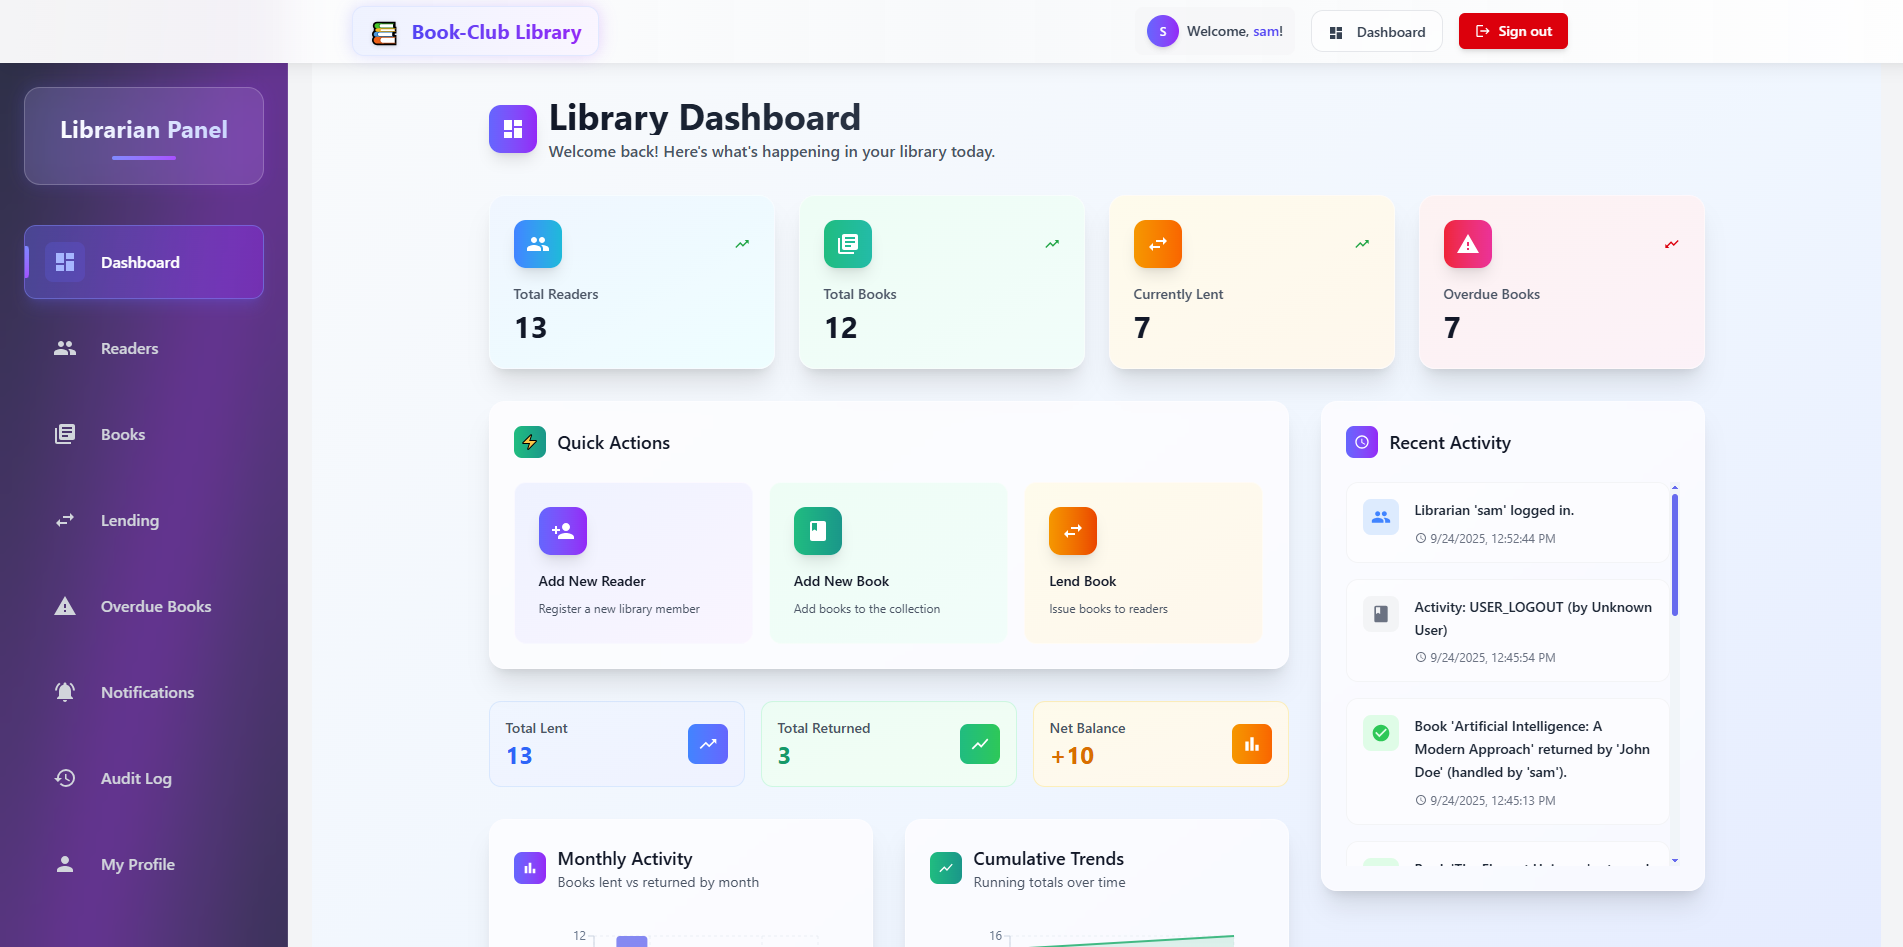 Book-Club Library
S
Welcome, sam!
Dashboard
Sign out
Librarian Panel
Dashboard
Readers
Books
Lending
Overdue Books
Notifications
Audit Log
My Profile
Library Dashboard
Welcome back! Here's what's happening in your library today.
Total Readers
13
Total Books
12
Currently Lent
7
Overdue Books
7
Quick Actions
Add New Reader
Register a new library member
Add New Book
Add books to the collection
Lend Book
Issue books to readers
Total Lent
13
Total Returned
3
Net Balance
+10
Monthly Activity
Books lent vs returned by month
12
Cumulative Trends
Running totals over time
16
Recent Activity
Librarian 'sam' logged in.
9/24/2025, 12:52:44 PM
Activity: USER_LOGOUT (by Unknown
User)
9/24/2025, 12:45:54 PM
Book 'Artificial Intelligence: A
Modern Approach' returned by 'John
Doe' (handled by 'sam').
9/24/2025, 12:45:13 PM